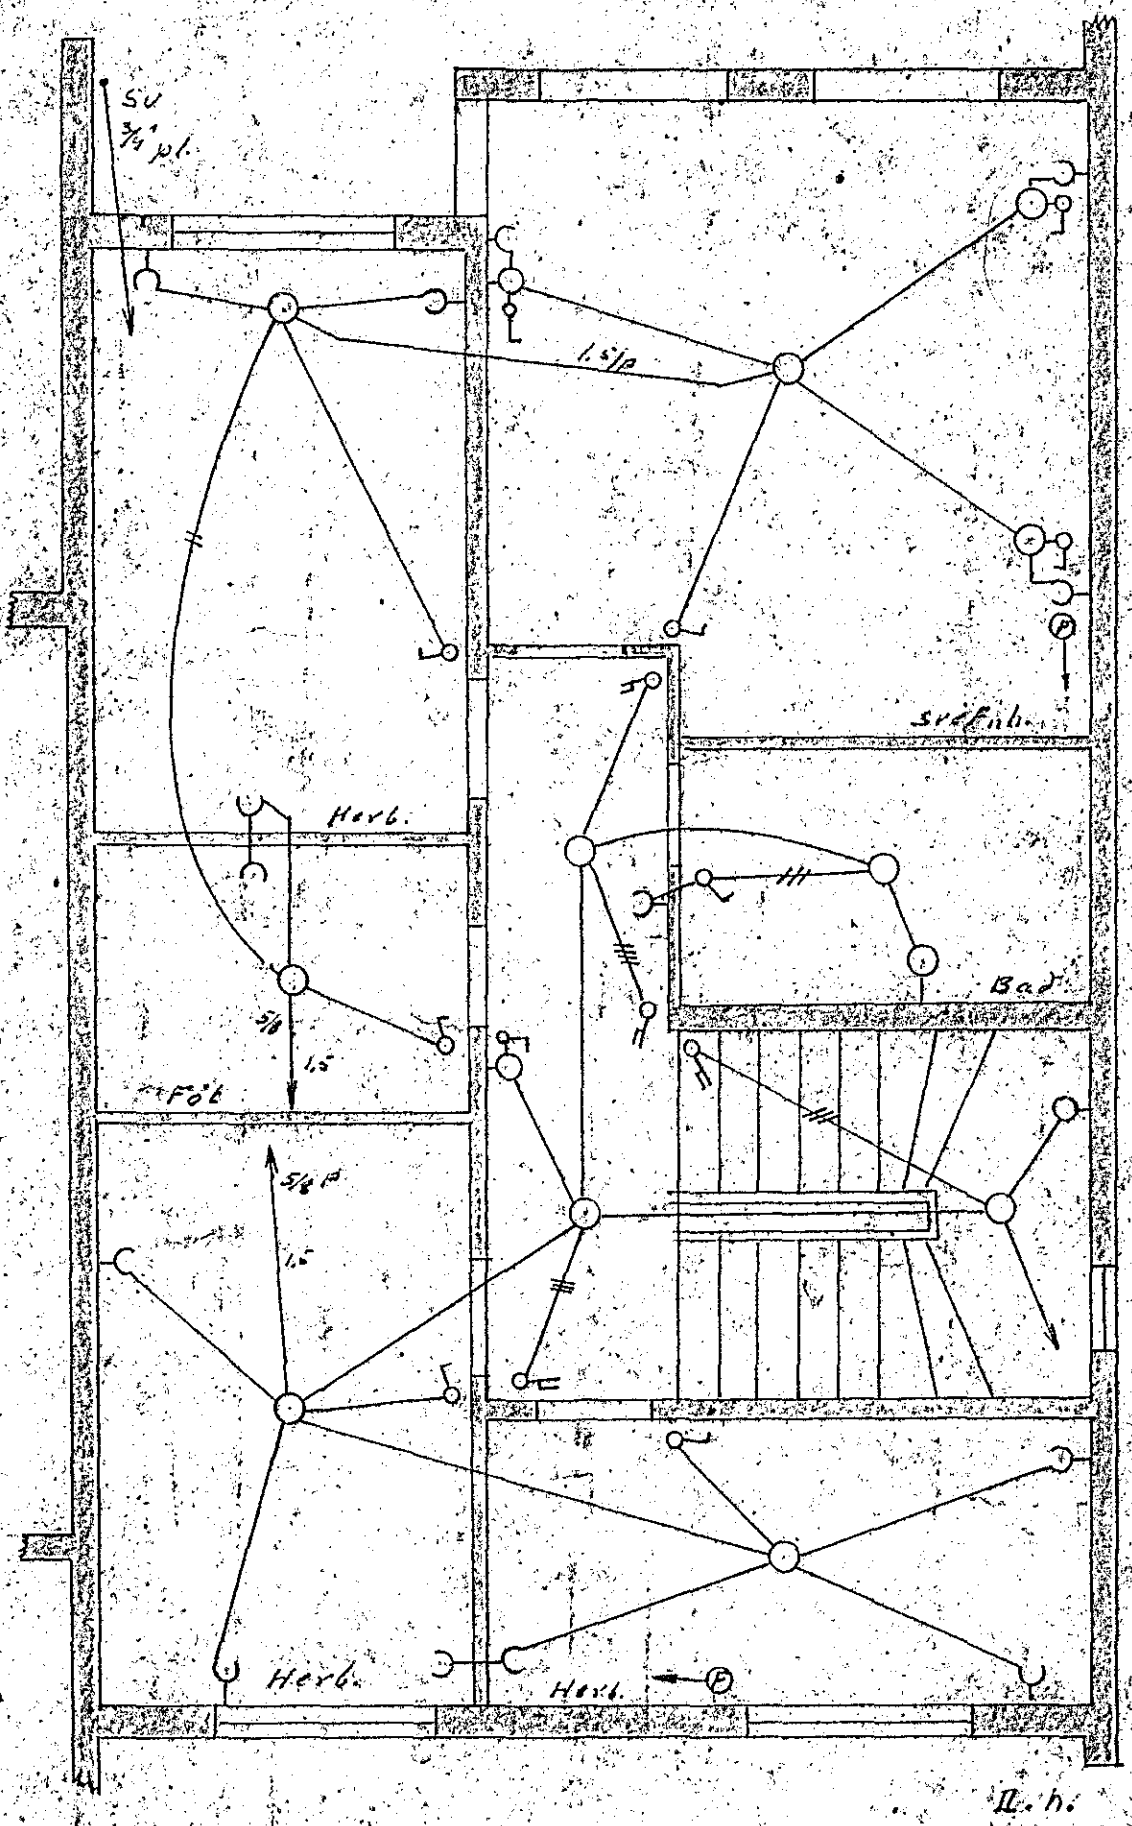 SV
3/4" pl.
1.5/p
svefnh.
Herb.
Bad
5/8
1,5
Föt
5/8 p
1,5
Herb.
Herb.
II. h.